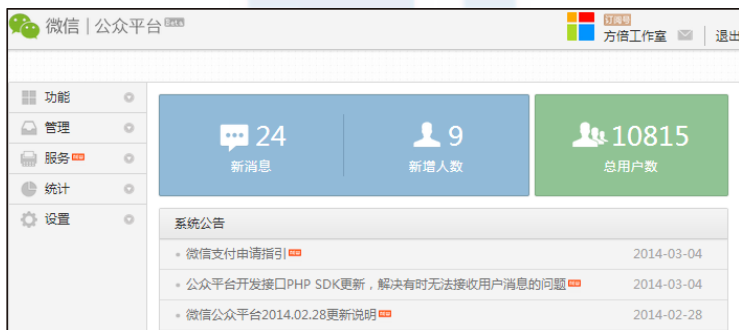 微信 | 公众平台 Beta
订阅号
方倍工作室
退出
功能
管理
服务
统计
设置
24
新消息
9
新增人数
10815
总用户数
系统公告
微信支付申请指引
2014-03-04
公众平台开发接口PHP SDK更新，解决有时无法接收用户消息的问题
2014-03-04
微信公众平台2014.02.28更新说明
2014-02-28